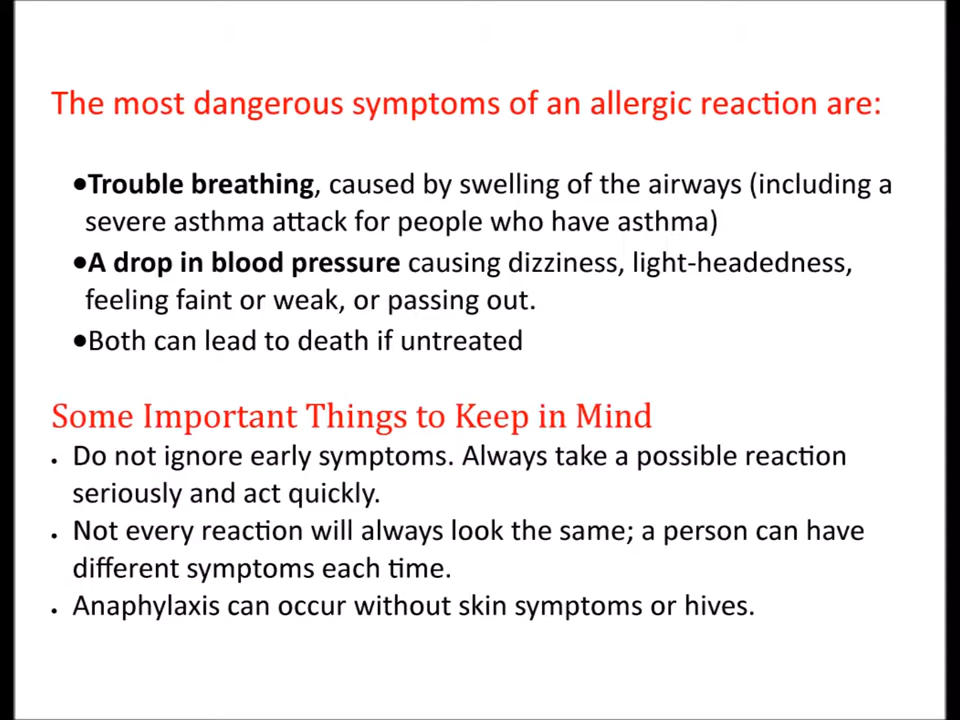 The most dangerous symptoms of an allergic reaction are:
•Trouble breathing, caused by swelling of the airways (including a
severe asthma attack for people who have asthma)
•A drop in blood pressure causing dizziness, light-headedness,
feeling faint or weak, or passing out.
•Both can lead to death if untreated
Some Important Things to Keep in Mind
• Do not ignore early symptoms. Always take a possible reaction
seriously and act quickly.
• Not every reaction will always look the same; a person can have
different symptoms each time.
• Anaphylaxis can occur without skin symptoms or hives.